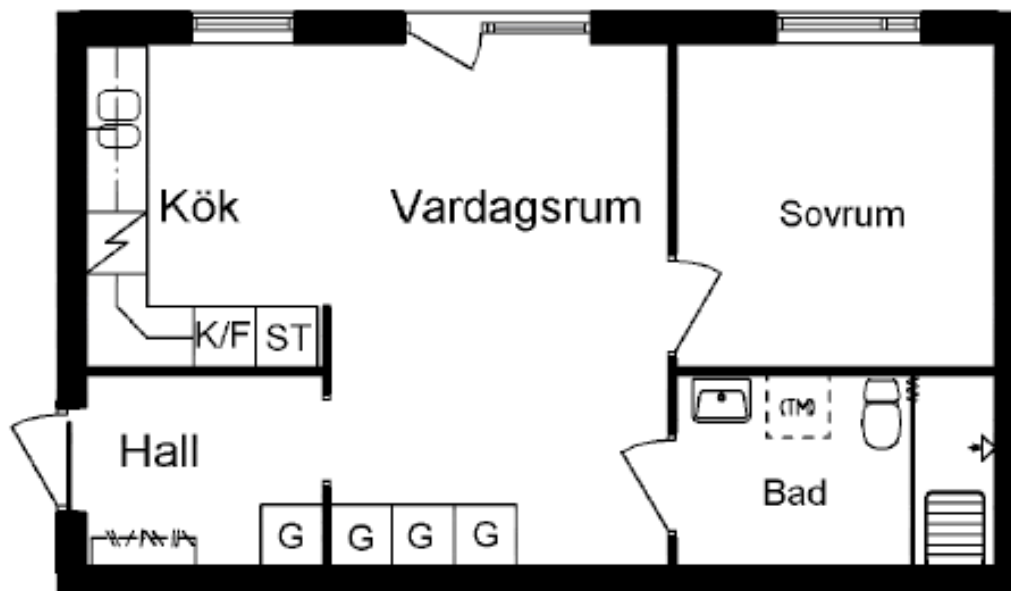 Kök
Vardagsrum
Sovrum
K/F
ST
Hall
(TM)
Bad
G
G
G
G